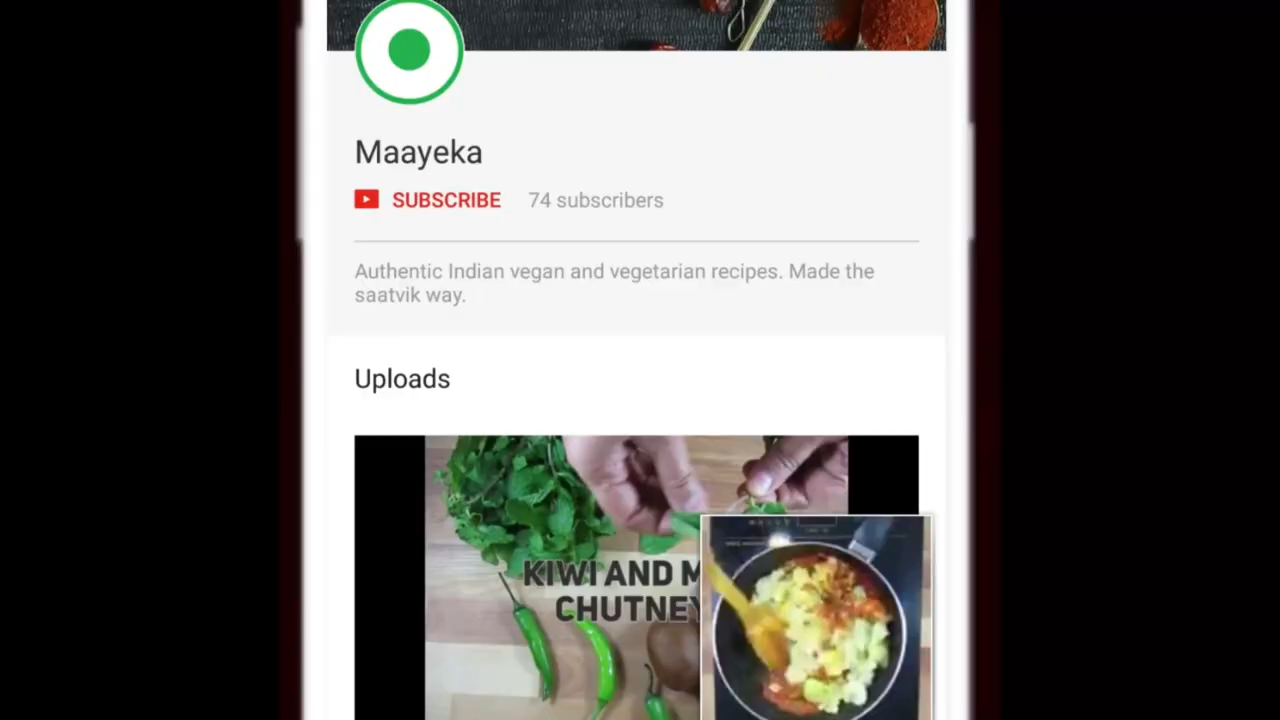 Maayeka
SUBSCRIBE 74 subscribers
Authentic Indian vegan and vegetarian recipes. Made the
saatvik way.
Uploads
KIWI AND M
CHUTNEY